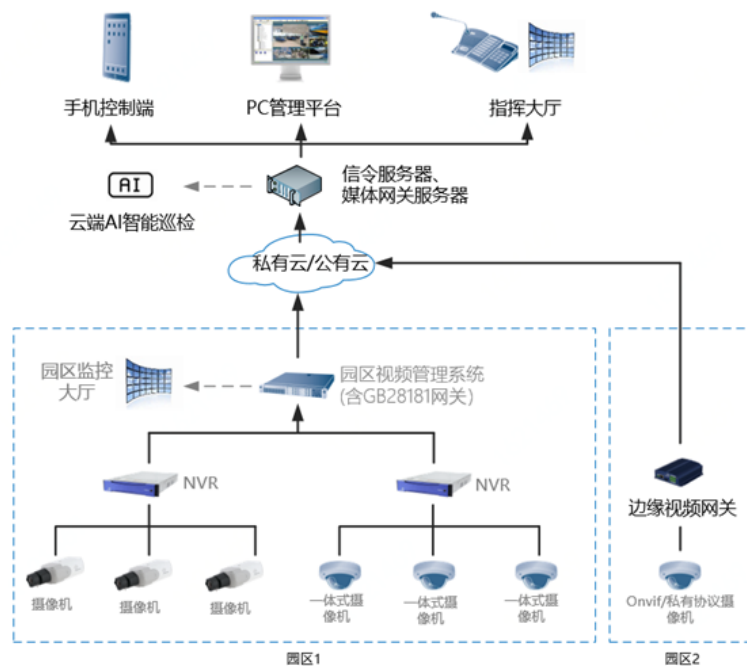 手机控制端
PC管理平台
指挥大厅
AI
云端AI智能巡检
信令服务器、
媒体网关服务器
私有云/公有云
园区监控
大厅
园区视频管理系统
(含GB28181网关)
NVR
NVR
边缘视频网关
摄像机
摄像机
摄像机
一体式摄
像机
一体式摄
像机
一体式摄
像机
Onvif/私有协议摄
像机
园区1
园区2